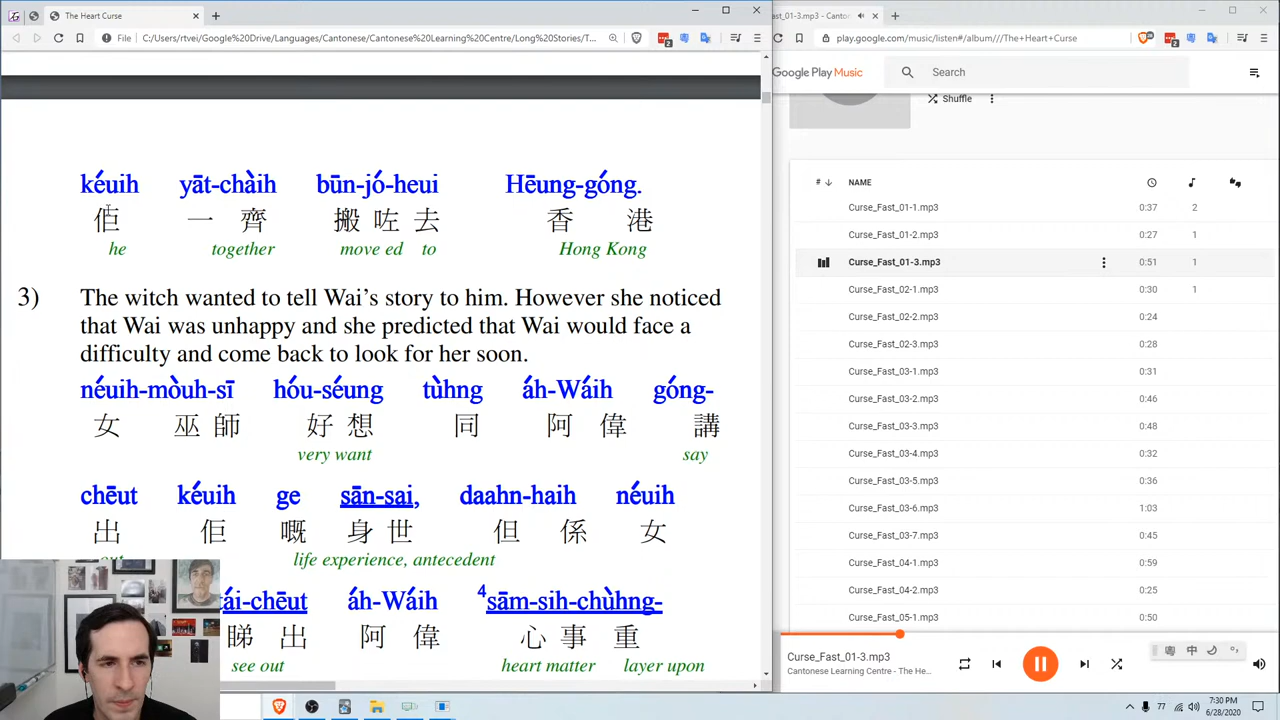 The Heart Curse
File C:/Users/rtvei/Google%20Drive/Languages/Cantonese/Cantonese%20Learning%20Centre/Long%20Stories/T...
kéuih yāt-chàih būn-jó-heui Hēung-góng.
佢 一 齊 搬 咗 去 香 港
he together move ed to Hong Kong
3) The witch wanted to tell Wai's story to him. However she noticed
that Wai was unhappy and she predicted that Wai would face a
difficulty and come back to look for her soon.
néuih-mòuh-sī hóu-séung tùhng áh-Wáih góng-
女 巫 師 好 想 同 阿 偉 講
very want say
chēut kéuih ge sān-sai, daahn-haih néuih
出 佢 嘅 身 世 但 係 女
life experience, antecedent
tái-chēut áh-Wáih 4sām-sih-chùhng-
睇 出 阿 偉 心 事 重
see out heart matter layer upon
_01-3.mp3 - Canto
play.google.com/music/listen#/album///The+Heart+Curse
Google Play Music Search
Shuffle
# NAME
Curse_Fast_01-1.mp3 0:37 2
Curse_Fast_01-2.mp3 0:27 1
Curse_Fast_01-3.mp3 0:51 1
Curse_Fast_02-1.mp3 0:30 1
Curse_Fast_02-2.mp3 0:24
Curse_Fast_02-3.mp3 0:28
Curse_Fast_03-1.mp3 0:31
Curse_Fast_03-2.mp3 0:46
Curse_Fast_03-3.mp3 0:48
Curse_Fast_03-4.mp3 0:32
Curse_Fast_03-5.mp3 0:36
Curse_Fast_03-6.mp3 1:03
Curse_Fast_03-7.mp3 0:45
Curse_Fast_04-1.mp3 0:59
Curse_Fast_04-2.mp3 0:25
Curse_Fast_05-1.mp3 0:50
Curse_Fast_01-3.mp3
Cantonese Learning Centre - The He...
粵 中
77
7:30 PM
6/28/2020